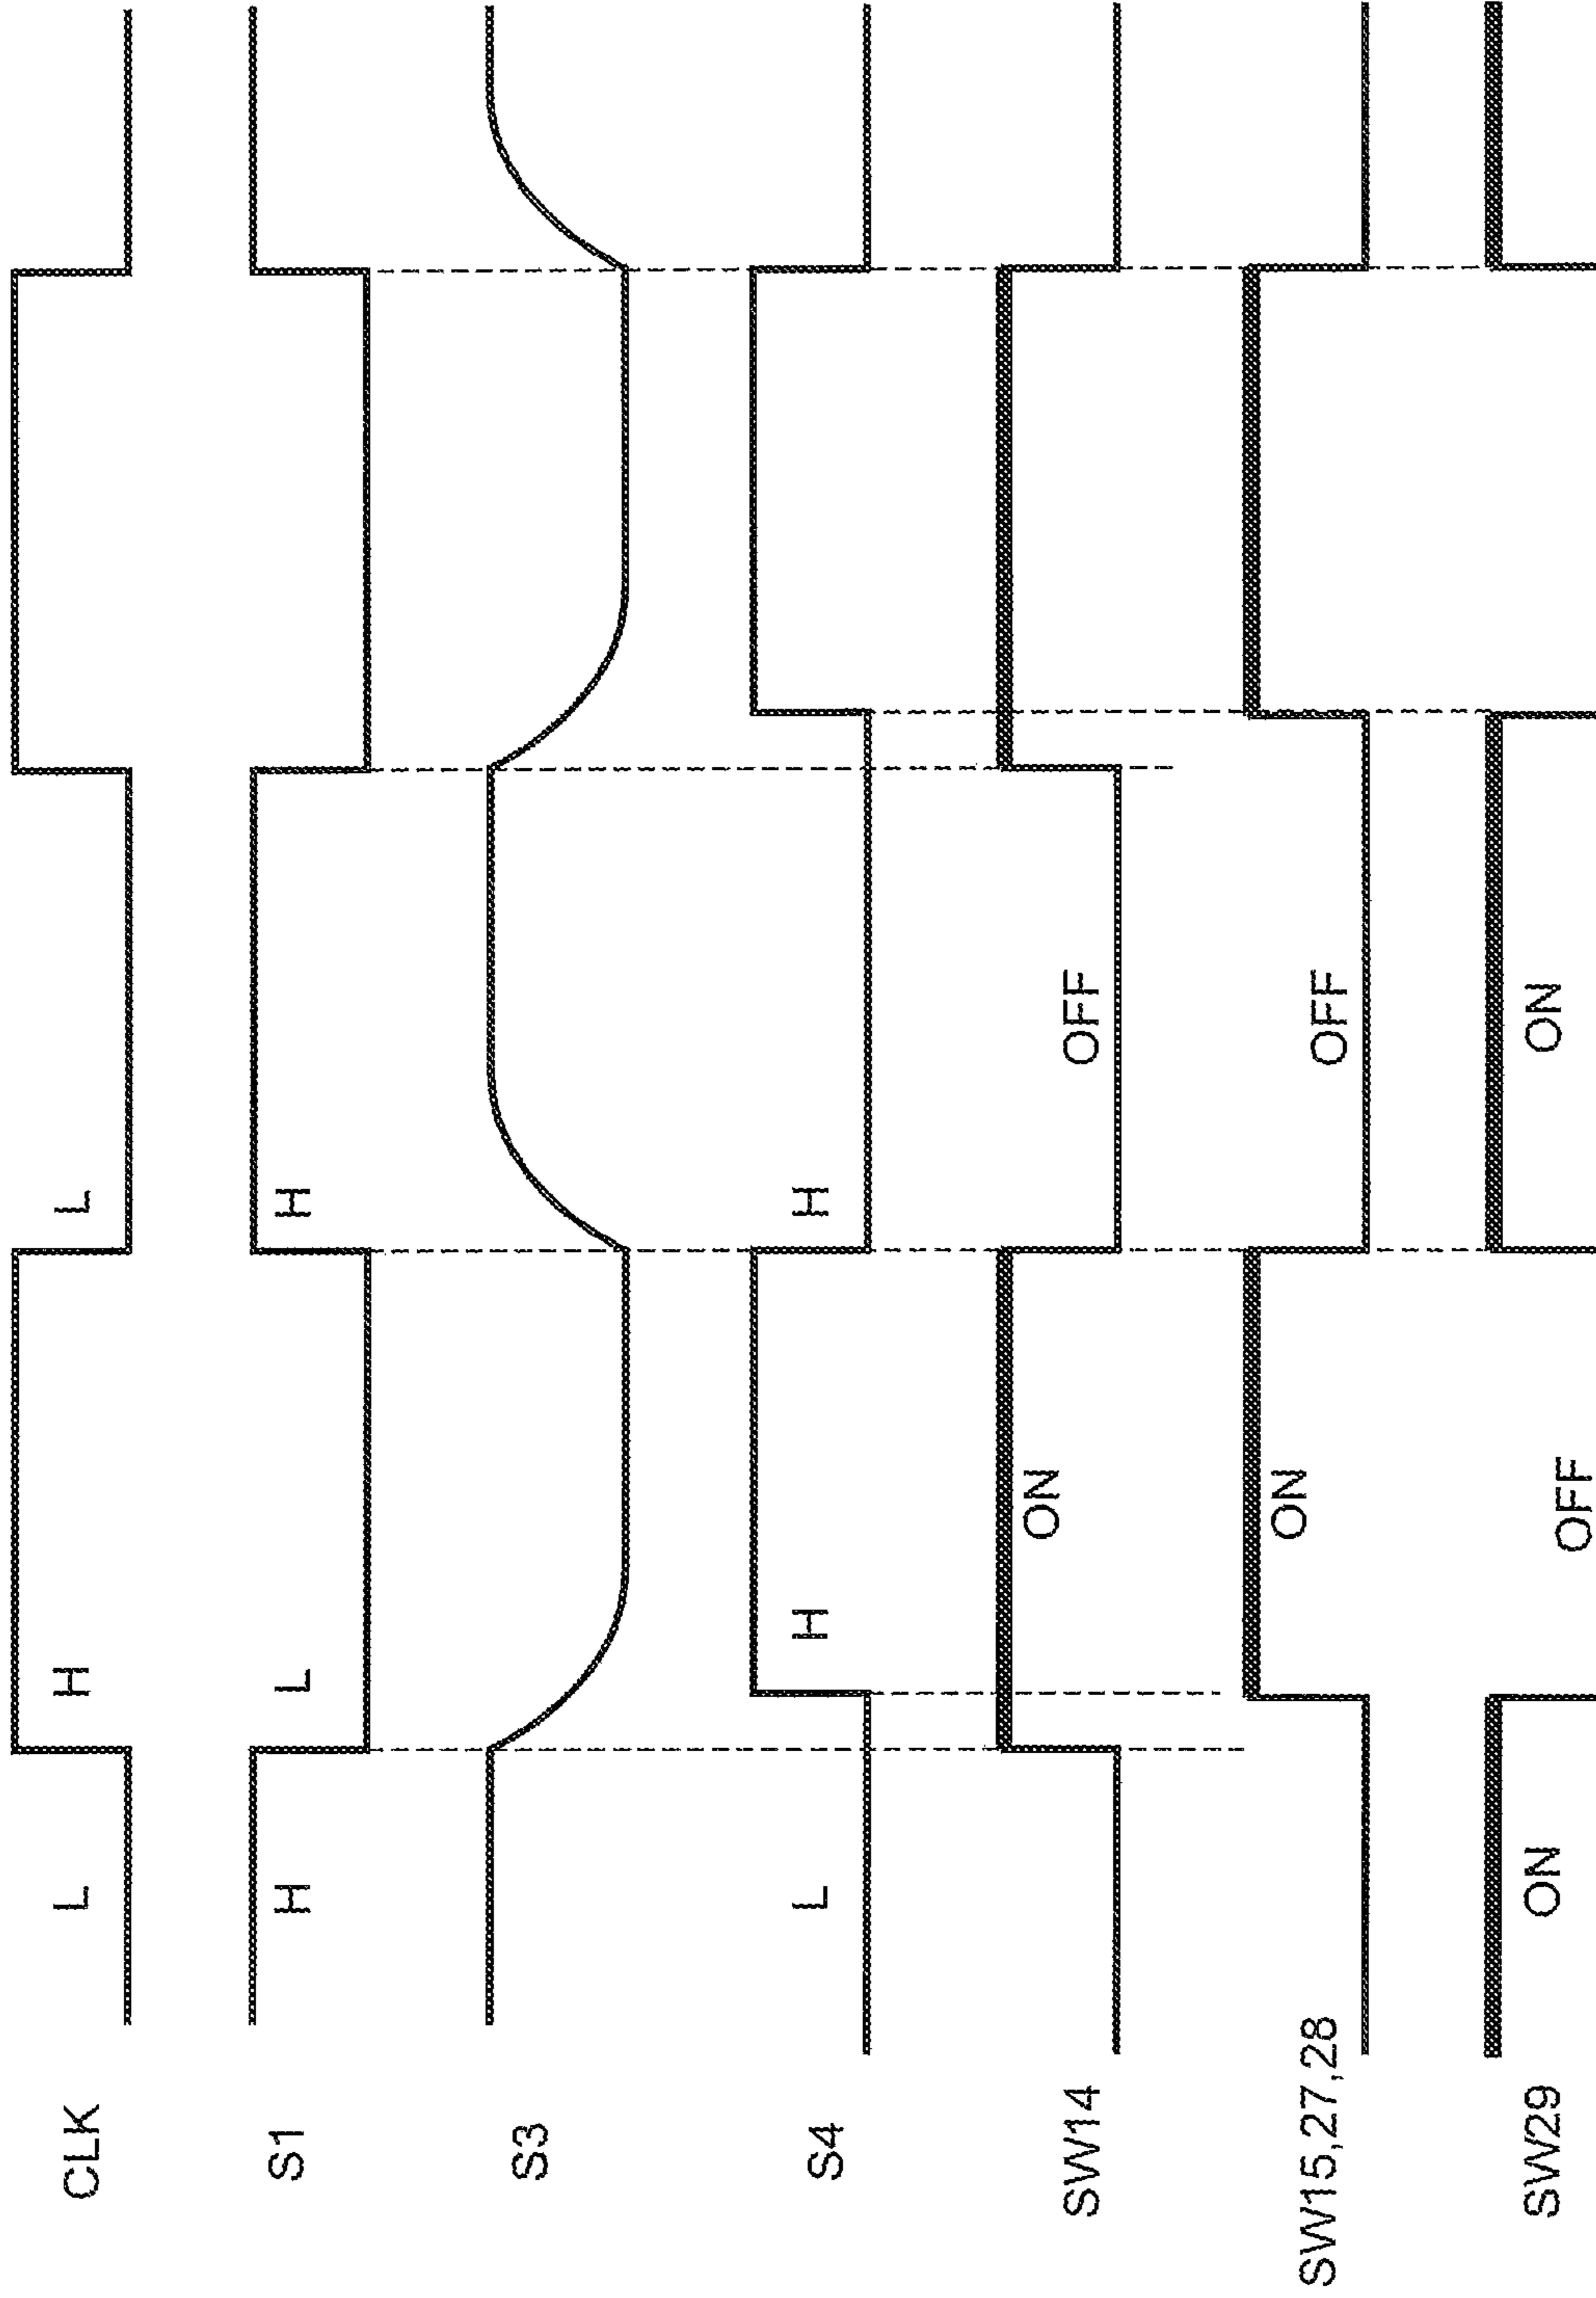 CLK L H L
S1 H L H
S3
S4 L H H
SW14 ON OFF
SW15,27,28 ON OFF
SW29 ON OFF ON